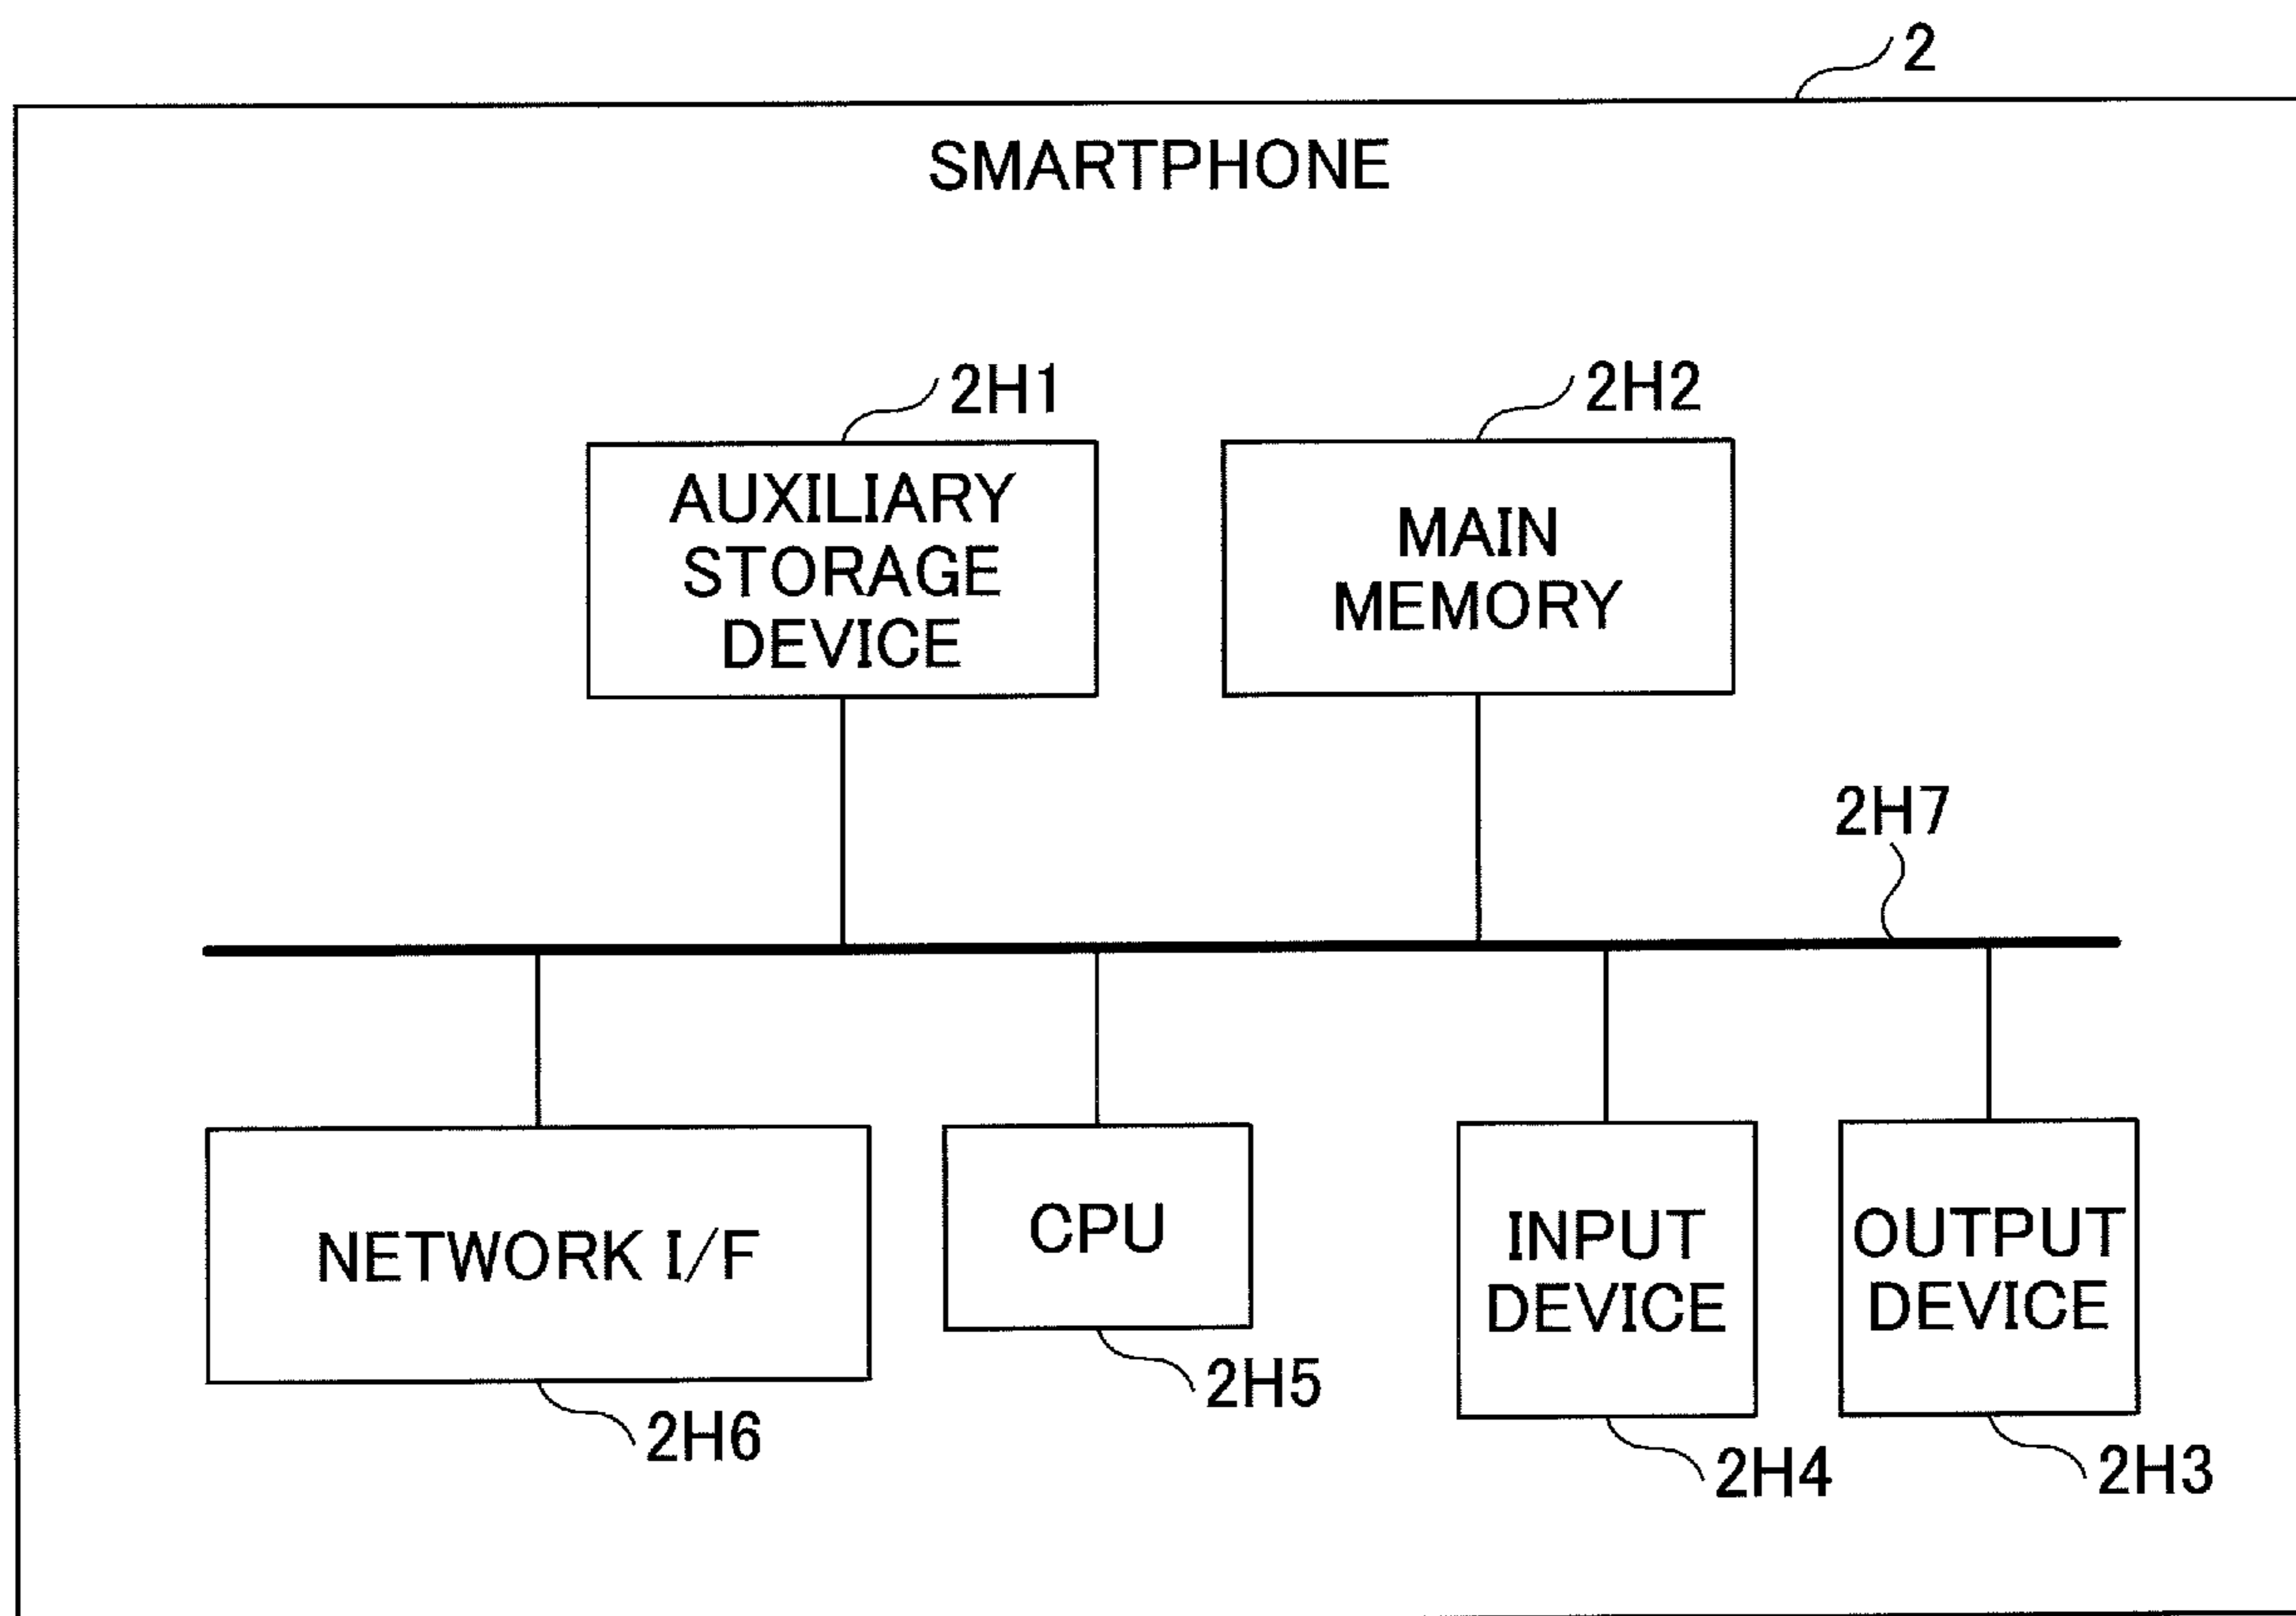 2
SMARTPHONE
2H1
2H2
AUXILIARY
STORAGE
DEVICE
MAIN
MEMORY
2H7
NETWORK I/F
CPU
INPUT
DEVICE
OUTPUT
DEVICE
2H6
2H5
2H4
2H3